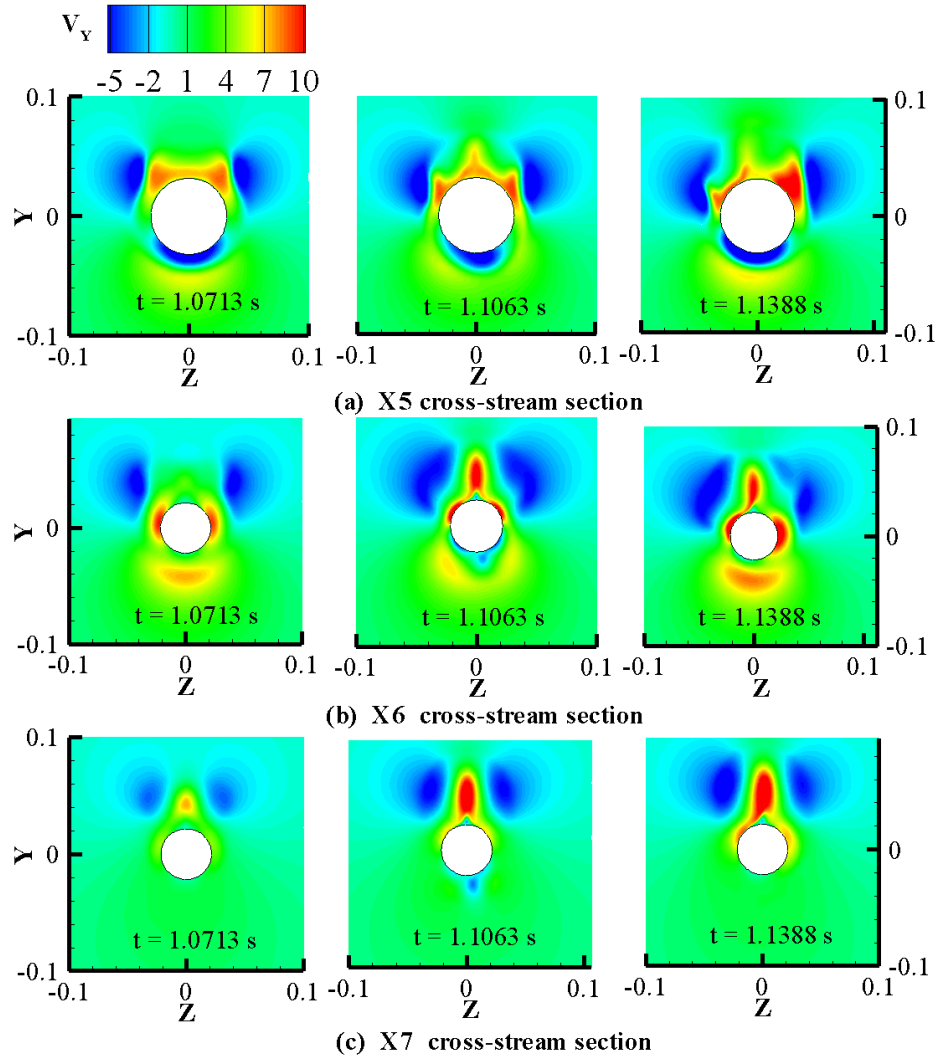 V_Y
-5 -2 1 4 7 10
0.1
0.1
Y
0
0
t = 1.0713 s
t = 1.1063 s
t = 1.1388 s
-0.1
-0.1
-0.1 0 0.1 -0.1 0 0.1 -0.1 0 0.1
Z Z Z
(a) X5 cross-stream section
0.1
Y
0
0
t = 1.0713 s
t = 1.1063 s
t = 1.1388 s
-0.1
-0.1
-0.1 0 0.1 -0.1 0 0.1 -0.1 0 0.1
Z Z Z
(b) X6 cross-stream section
0.1
Y
0
0
t = 1.0713 s
t = 1.1063 s
t = 1.1388 s
-0.1
-0.1
-0.1 0 0.1 -0.1 0 0.1 -0.1 0 0.1
Z Z Z
(c) X7 cross-stream section